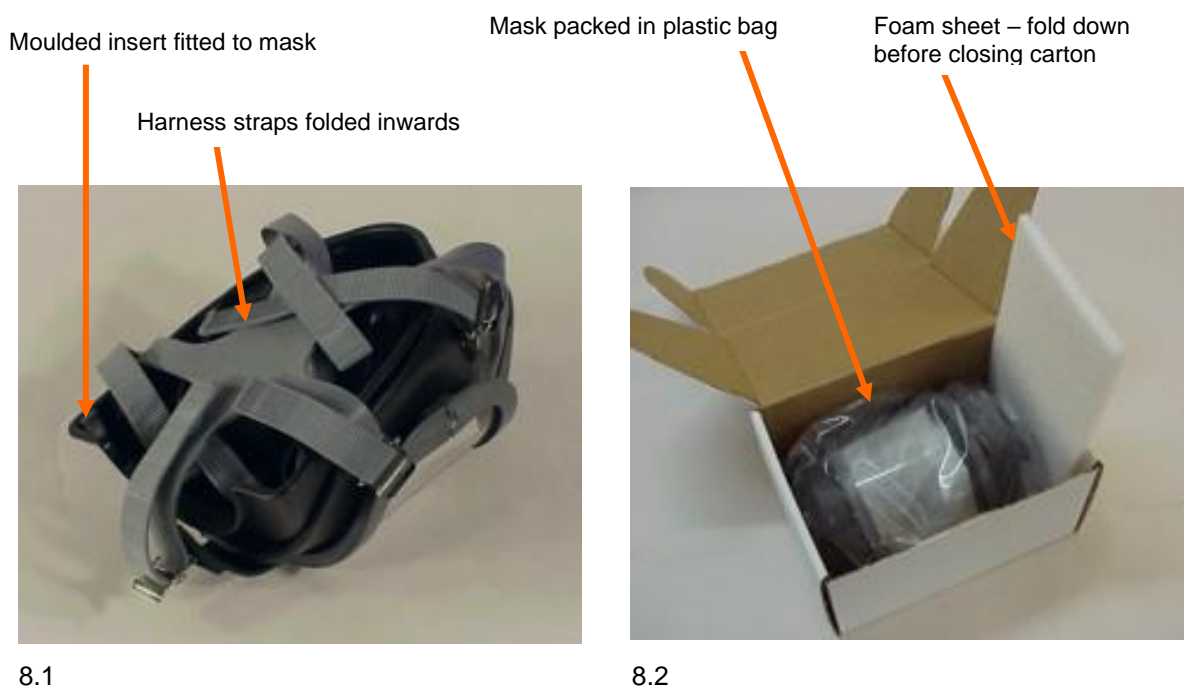 Moulded insert fitted to mask
Harness straps folded inwards
Mask packed in plastic bag
Foam sheet – fold down
before closing carton
8.1
8.2